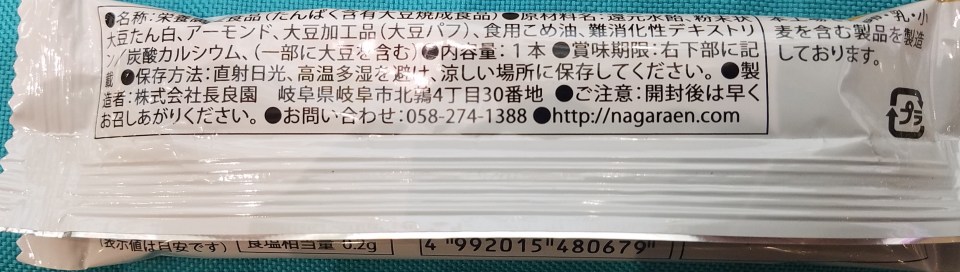 ●名称:栄養調整食品(たんぱく含有大豆焼成食品)●原材料名:還元水飴、粉末状
大豆たん白、アーモンド、大豆加工品(大豆パフ)、食用こめ油、難消化性デキストリ
ン/炭酸カルシウム、(一部に大豆を含む)●内容量:1本●賞味期限:右下部に記
載●保存方法:直射日光、高温多湿を避け、涼しい場所に保存してください。●製
造者:株式会社長良園 岐阜県岐阜市北鶉4丁目30番地 ●ご注意:開封後は早く
お召しあがりください。●お問い合わせ:058-274-1388 ●http://nagaraen.com
乳・小
麦を含む製品を製造
しております。
プラ
(表示値は目安です)
食塩相当量 0.2g
4 "992015"480679"